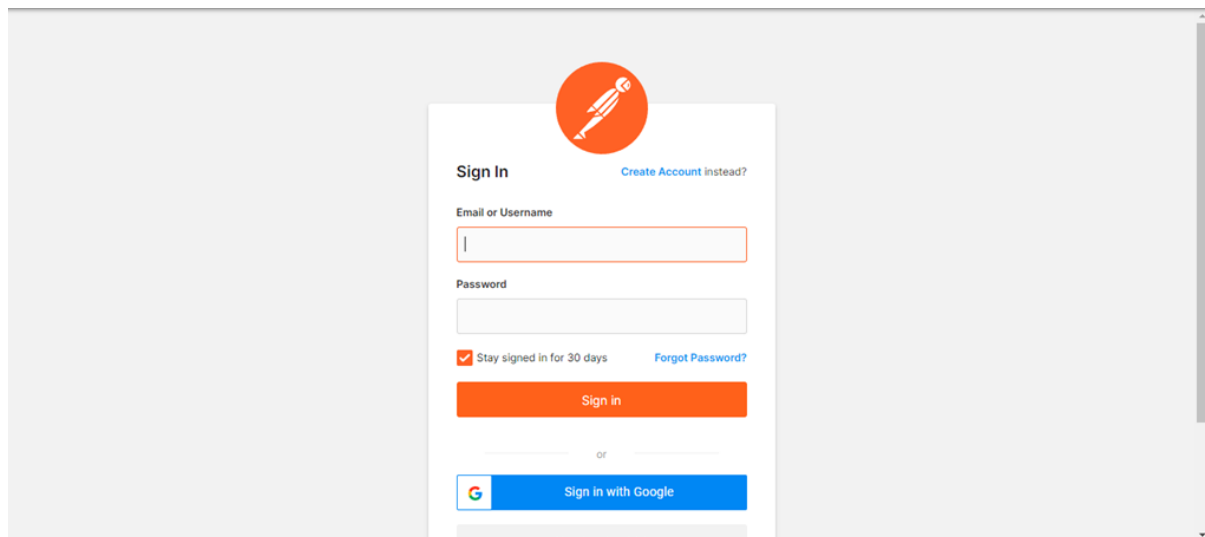 Sign In
Create Account instead?
Email or Username
Password
Stay signed in for 30 days
Forgot Password?
Sign in
or
G
Sign in with Google